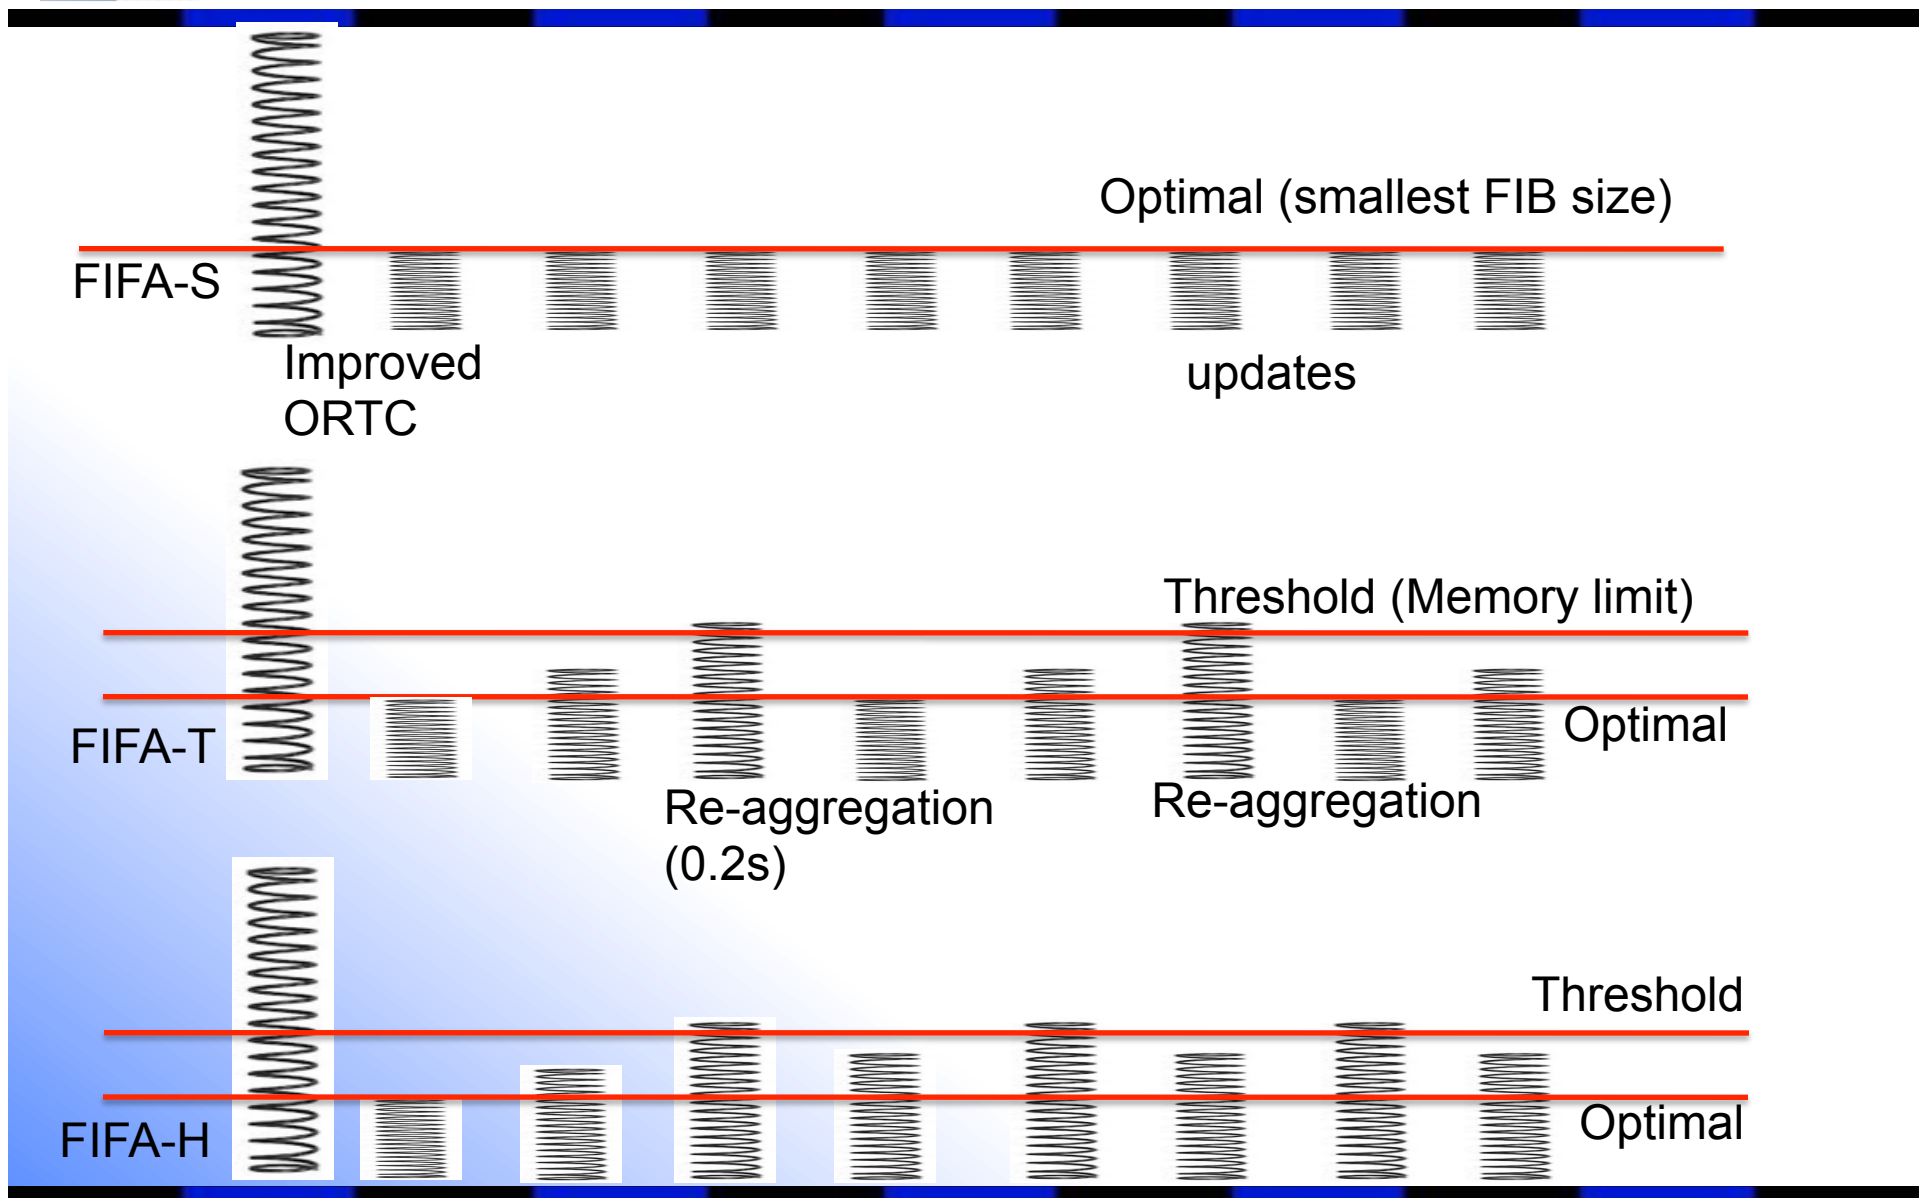 Optimal (smallest FIB size)
FIFA-S
Improved
ORTC
updates
Threshold (Memory limit)
FIFA-T
Optimal
Re-aggregation
(0.2s)
Re-aggregation
Threshold
FIFA-H
Optimal